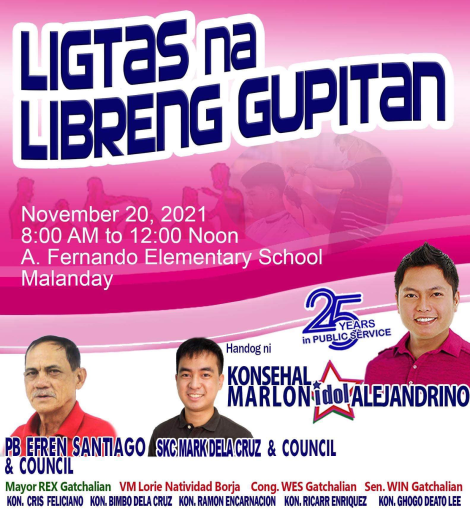 LIGTAS na
LIBRENG GUPITAN
November 20, 2021
8:00 AM to 12:00 Noon
A. Fernando Elementary School
Malanday
25 YEARS
in PUBLIC SERVICE
Handog ni
KONSEHAL
MARLON idol ALEJANDRINO
PB EFREN SANTIAGO
& COUNCIL
SKC MARK DELA CRUZ & COUNCIL
Mayor REX Gatchalian VM Lorie Natividad Borja Cong. WES Gatchalian Sen. WIN Gatchalian
KON. CRIS FELICIANO KON. BIMBO DELA CRUZ KON. RAMON ENCARNACION KON. RICARR ENRIQUEZ KON. GHOGO DEATO LEE